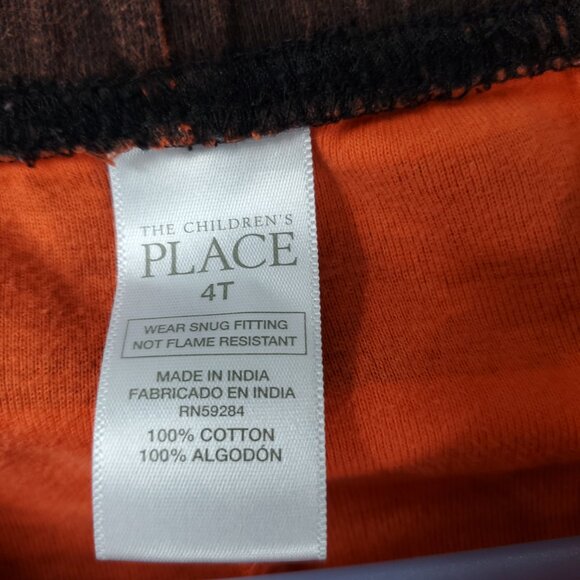 THE CHILDREN'S
PLACE
4T
WEAR SNUG FITTING
NOT FLAME RESISTANT
MADE IN INDIA
FABRICADO EN INDIA
RN59284
100% COTTON
100% ALGODÓN